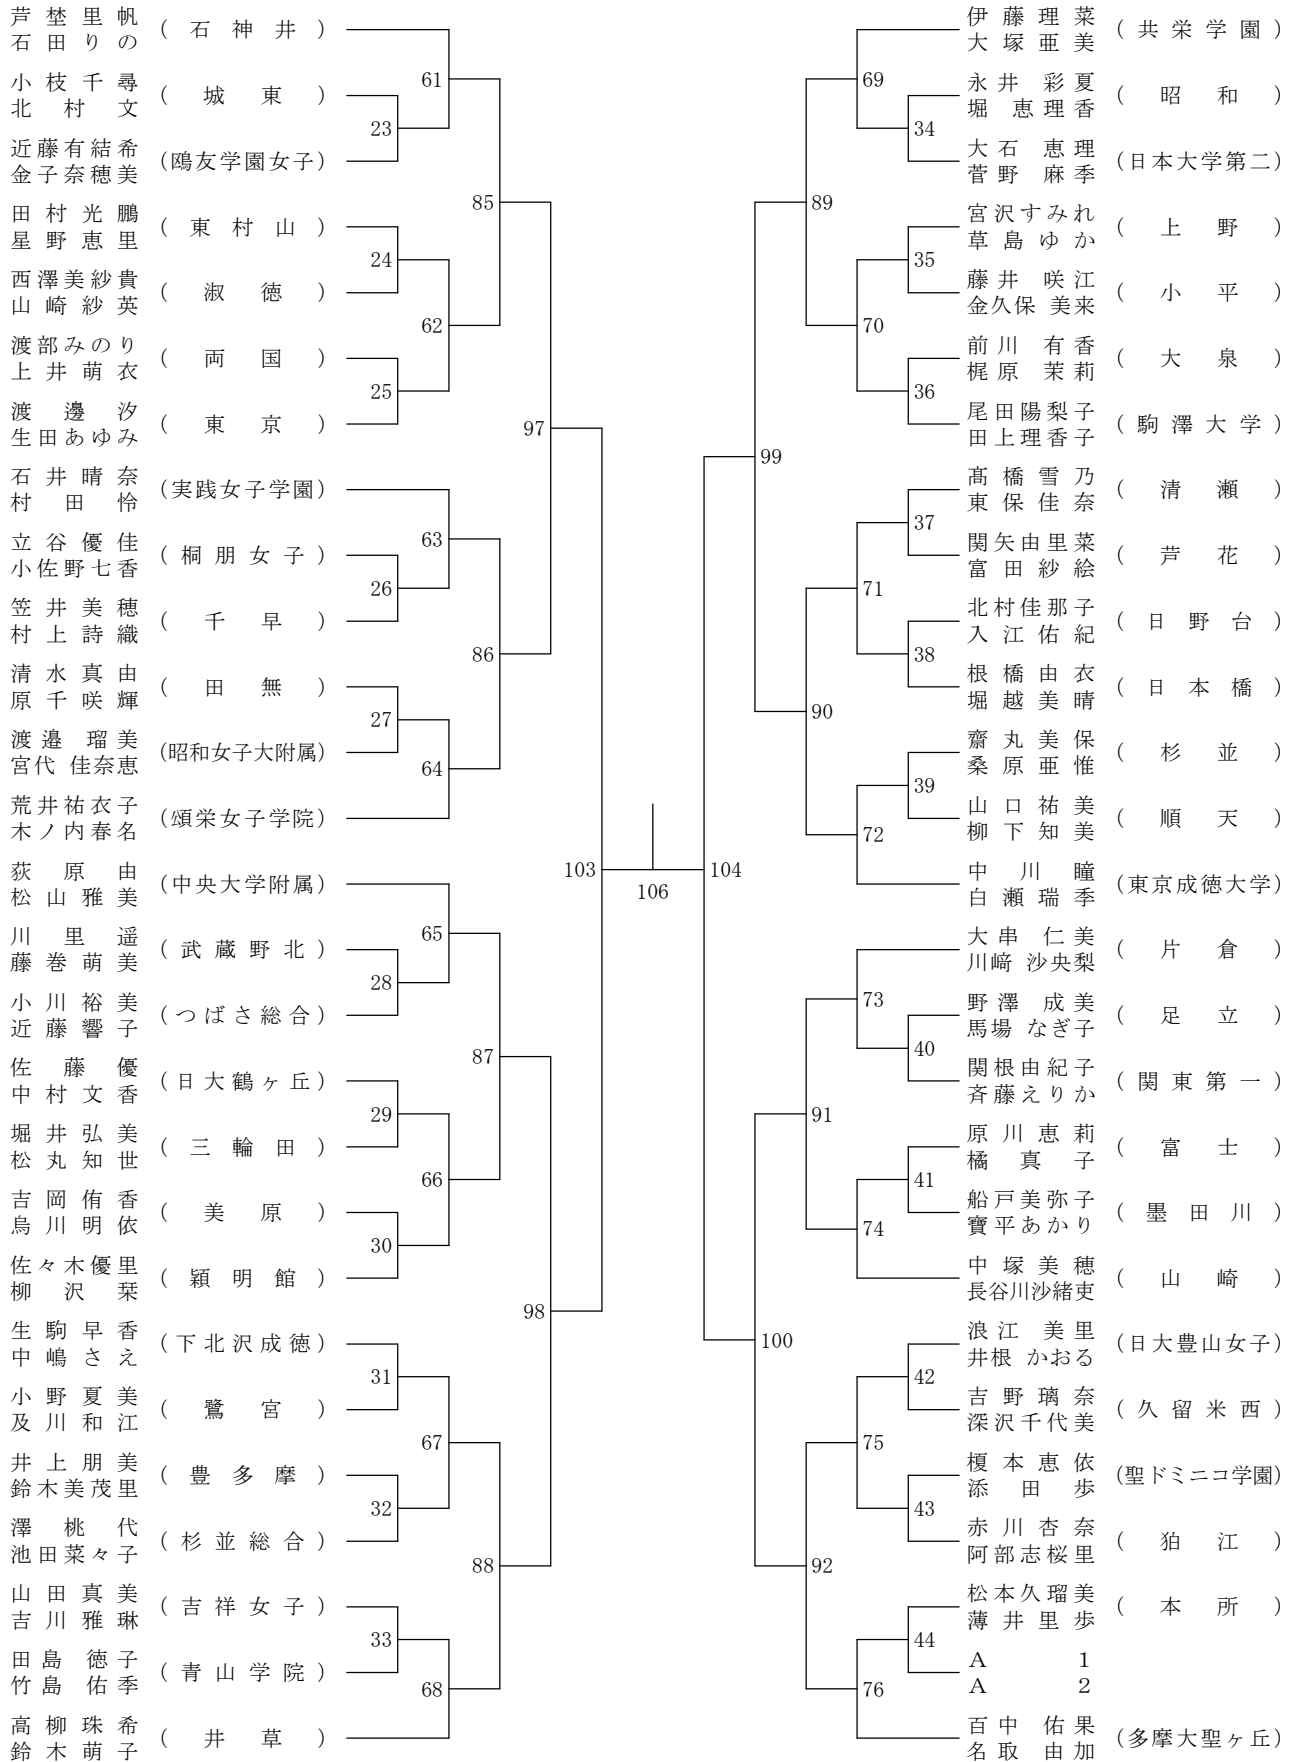 芦埜里帆
石田りの
(石神井)
小枝千尋
北村文
(城東)
近藤有結希
金子奈穂美
(鴎友学園女子)
田村光鵬
星野恵里
(東村山)
西澤美紗貴
山崎紗英
(淑徳)
渡部みのり
上井萌衣
(両国)
渡邊汐
生田あゆみ
(東京)
石井晴奈
村田怜
(実践女子学園)
立谷優佳
小佐野七香
(桐朋女子)
笠井美穂
村上詩織
(千早)
清水真由
原千咲輝
(田無)
渡邉瑠美
宮代佳奈恵
(昭和女子大附属)
荒井祐衣子
木ノ内春名
(頌栄女子学院)
荻原由
松山雅美
(中央大学附属)
川里遥
藤巻萌美
(武蔵野北)
小川裕美
近藤響子
(つばさ総合)
佐藤優
中村文香
(日大鶴ヶ丘)
堀井弘美
松丸知世
(三輪田)
吉岡侑香
烏川明依
(美原)
佐々木優里
柳沢栞
(穎明館)
生駒早香
中嶋さえ
(下北沢成徳)
小野夏美
及川和江
(鷺宮)
井上朋美
鈴木美茂里
(豊多摩)
澤桃代
池田菜々子
(杉並総合)
山田真美
吉川雅琳
(吉祥女子)
田島徳子
竹島佑季
(青山学院)
高柳珠希
鈴木萌子
(井草)
23
24
25
26
27
28
29
30
31
32
33
61
62
63
64
65
66
67
68
85
86
87
88
97
98
103
106
104
99
100
89
90
91
92
69
70
71
72
73
74
75
76
34
35
36
37
38
39
40
41
42
43
44
伊藤理菜
大塚亜美
(共栄学園)
永井彩夏
堀恵理香
(昭和)
大石恵理
菅野麻季
(日本大学第二)
宮沢すみれ
草島ゆか
(上野)
藤井咲江
金久保美来
(小平)
前川有香
梶原茉莉
(大泉)
尾田陽梨子
田上理香子
(駒澤大学)
髙橋雪乃
東保佳奈
(清瀬)
関矢由里菜
富田紗絵
(芦花)
北村佳那子
入江佑紀
(日野台)
根橋由衣
堀越美晴
(日本橋)
齋丸美保
桑原亜惟
(杉並)
山口祐美
柳下知美
(順天)
中川瞳
白瀬瑞季
(東京成徳大学)
大串仁美
川﨑沙央梨
(片倉)
野澤成美
馬場なぎ子
(足立)
関根由紀子
斉藤えりか
(関東第一)
原川恵莉
橘真子
(富士)
船戸美弥子
寶平あかり
(墨田川)
中塚美穂
長谷川沙緒吏
(山崎)
浪江美里
井根かおる
(日大豊山女子)
吉野璃奈
深沢千代美
(久留米西)
榎本恵依
添田歩
(聖ドミニコ学園)
赤川杏奈
阿部志桜里
(狛江)
松本久瑠美
薄井里歩
(本所)
A1
A2
百中佑果
名取由加
(多摩大聖ヶ丘)